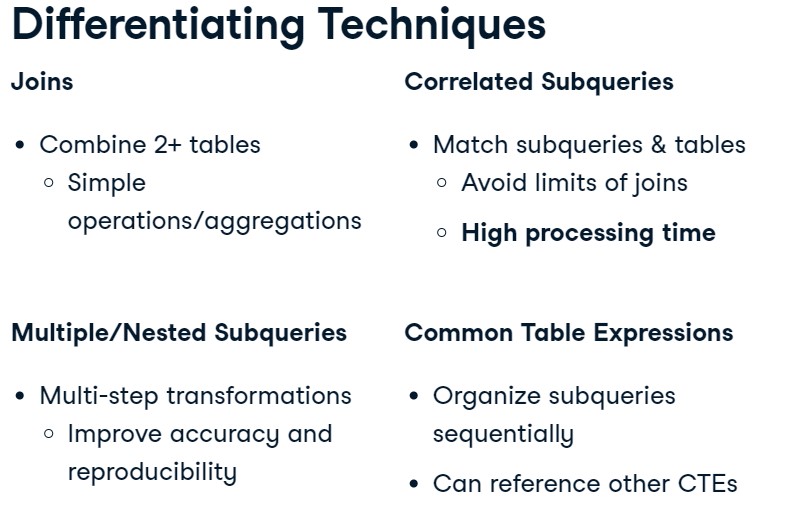 Differentiating Techniques
Joins
• Combine 2+ tables
○ Simple
operations/aggregations
Correlated Subqueries
• Match subqueries & tables
○ Avoid limits of joins
○ High processing time
Multiple/Nested Subqueries
• Multi-step transformations
○ Improve accuracy and
reproducibility
Common Table Expressions
• Organize subqueries
sequentially
• Can reference other CTEs